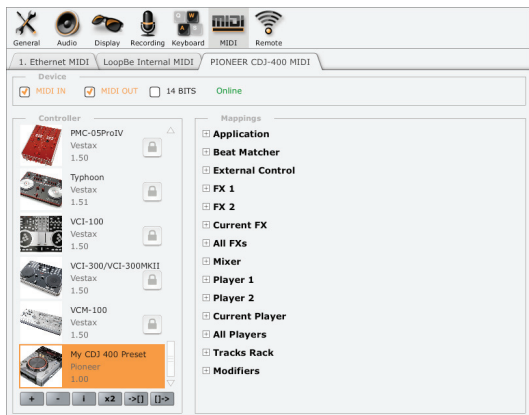 General Audio Display Recording Keyboard MIDI Remote
1. Ethernet MIDI LoopBe Internal MIDI PIONEER CDJ-400 MIDI
Device
MIDI IN MIDI OUT 14 BITS Online
Controller
PMC-05ProIV
Vestax
1.50
Typhoon
Vestax
1.51
VCI-100
Vestax
1.50
VCI-300/VCI-300MKII
Vestax
1.50
VCM-100
Vestax
1.50
My CDJ 400 Preset
Pioneer
1.00
+ - i x2 ->[] []->
Mappings
Application
Beat Matcher
External Control
FX 1
FX 2
Current FX
All FXs
Mixer
Player 1
Player 2
Current Player
All Players
Tracks Rack
Modifiers